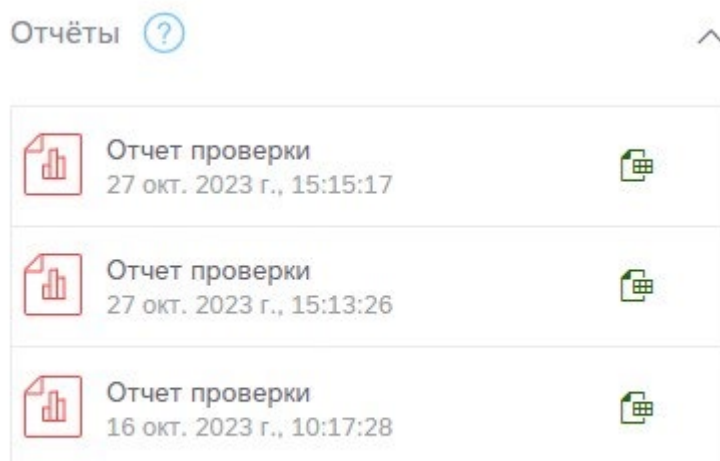 Отчёты ?
Отчет проверки
27 окт. 2023 г., 15:15:17
Отчет проверки
27 окт. 2023 г., 15:13:26
Отчет проверки
16 окт. 2023 г., 10:17:28